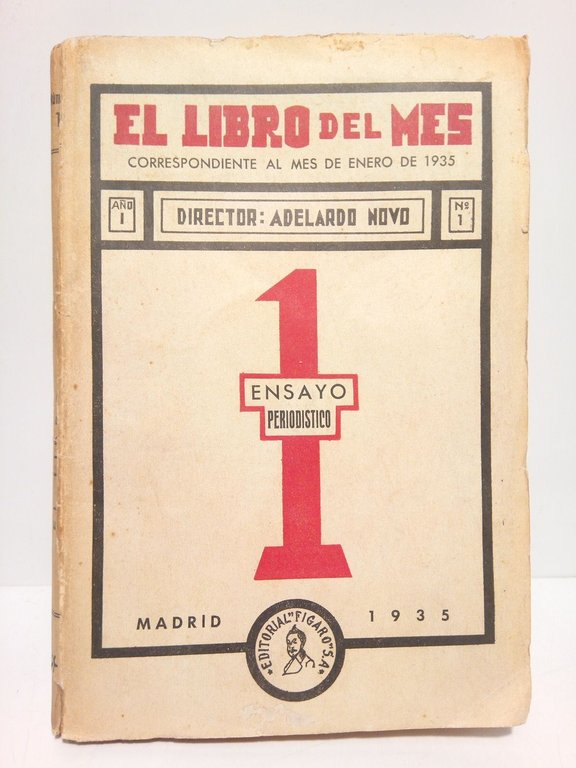 EL LIBRO DEL MES
CORRESPONDIENTE AL MES DE ENERO DE 1935
AÑO
I
DIRECTOR: ADELARDO NOVO
Nº
1
1
ENSAYO
PERIODISTICO
MADRID
1935
EDITORIAL "FIGARO" S.A